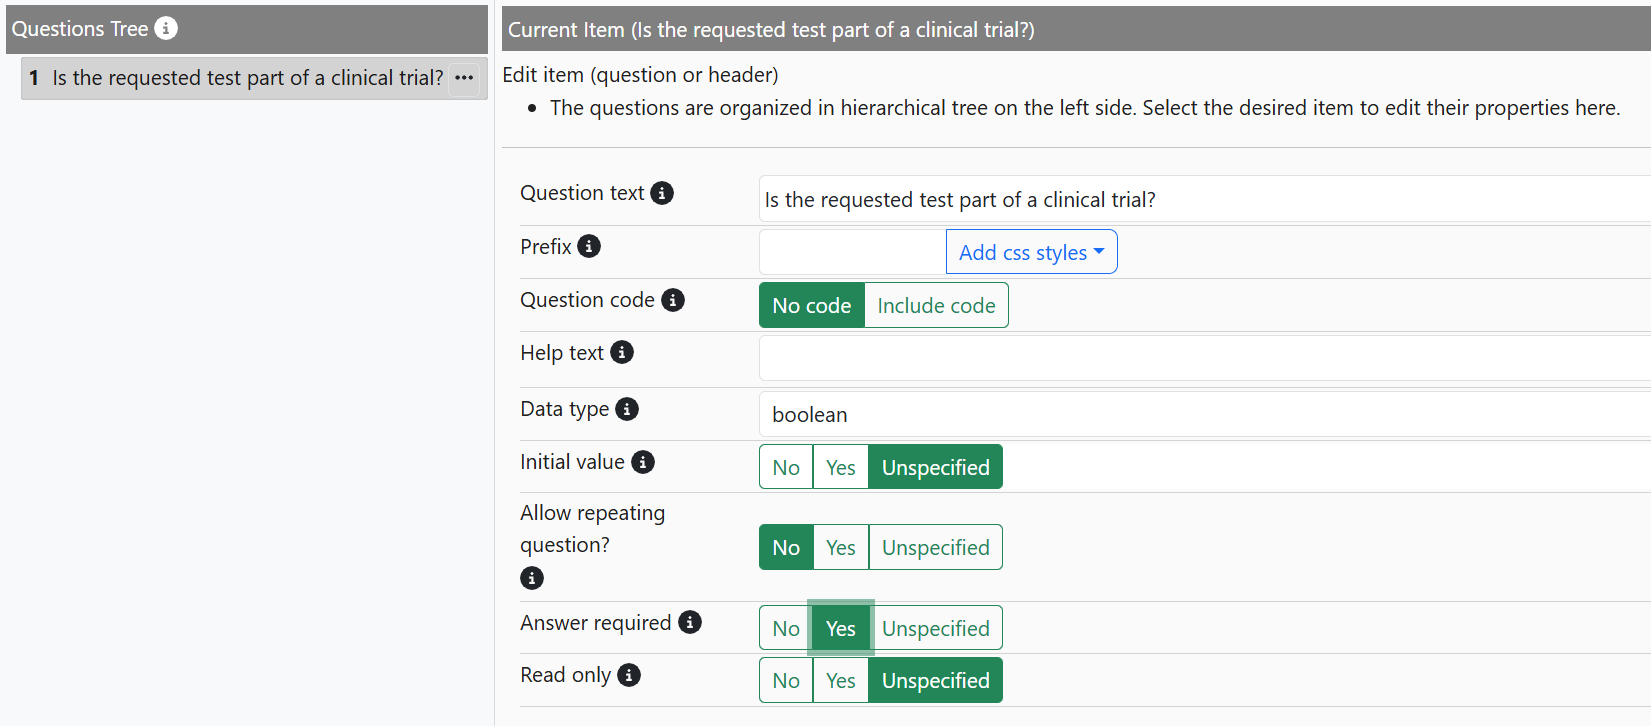 Questions Tree
1 Is the requested test part of a clinical trial?
Current Item (Is the requested test part of a clinical trial?)
Edit item (question or header)
• The questions are organized in hierarchical tree on the left side. Select the desired item to edit their properties here.
Question text
Is the requested test part of a clinical trial?
Prefix
Add css styles
Question code
No code Include code
Help text
Data type
boolean
Initial value
No Yes Unspecified
Allow repeating
question?
No Yes Unspecified
Answer required
No Yes Unspecified
Read only
No Yes Unspecified